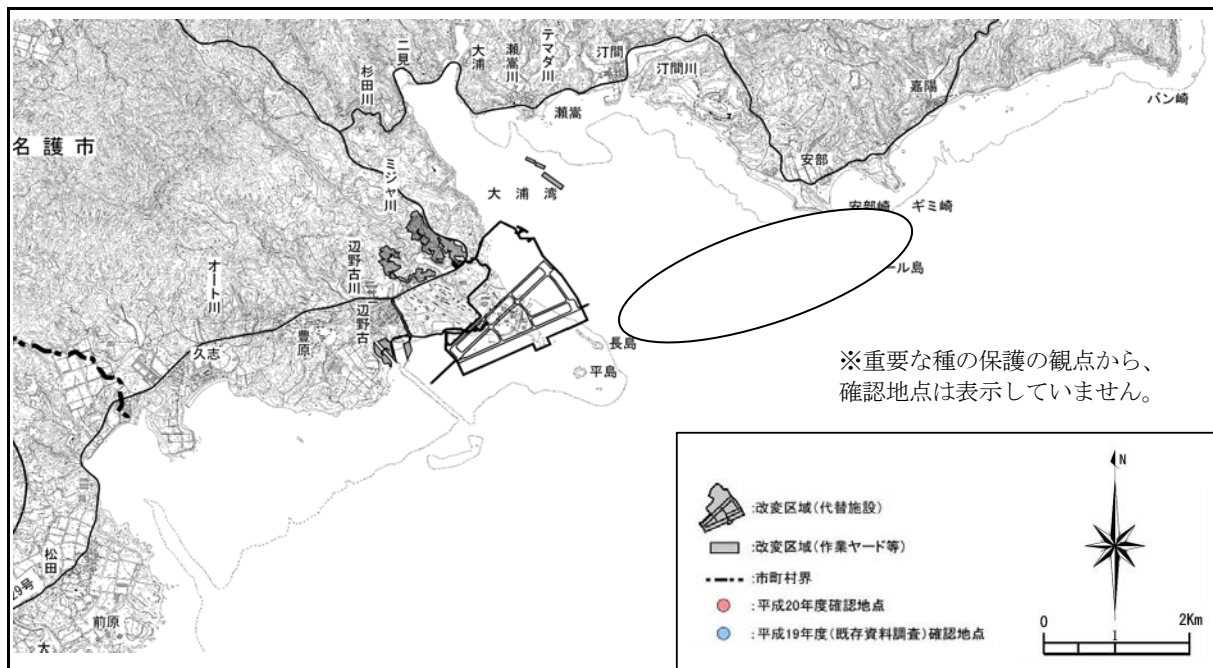 二見
大浦
瀬嵩川
テマダ川
汀間
汀間川
杉田川
瀬嵩
嘉陽
バン崎
名護市
安部
ミジャ川
大浦湾
安部崎
ギミ崎
ール島
オート川
辺野古川
辺野古
豊原
久志
長島
平島
※重要な種の保護の観点から、
確認地点は表示していません。
松田
29号
前原
N
:改変区域(代替施設)
:改変区域(作業ヤード等)
:市町村界
:平成20年度確認地点
:平成19年度(既存資料調査)確認地点
0 1 2Km